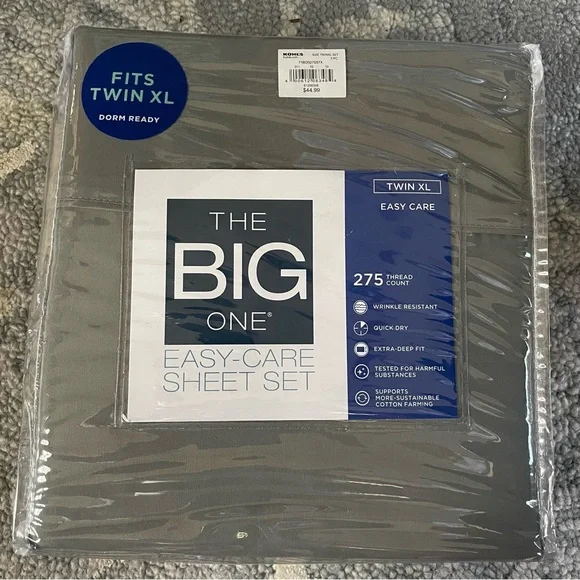 FITS
TWIN XL
DORM READY
KOHL'S
$44.99
THE
BIG
ONE®
EASY-CARE
SHEET SET
TWIN XL
EASY CARE
275 THREAD COUNT
WRINKLE RESISTANT
QUICK DRY
EXTRA-DEEP FIT
TESTED FOR HARMFUL
SUBSTANCES
SUPPORTS
MORE-SUSTAINABLE
COTTON FARMING